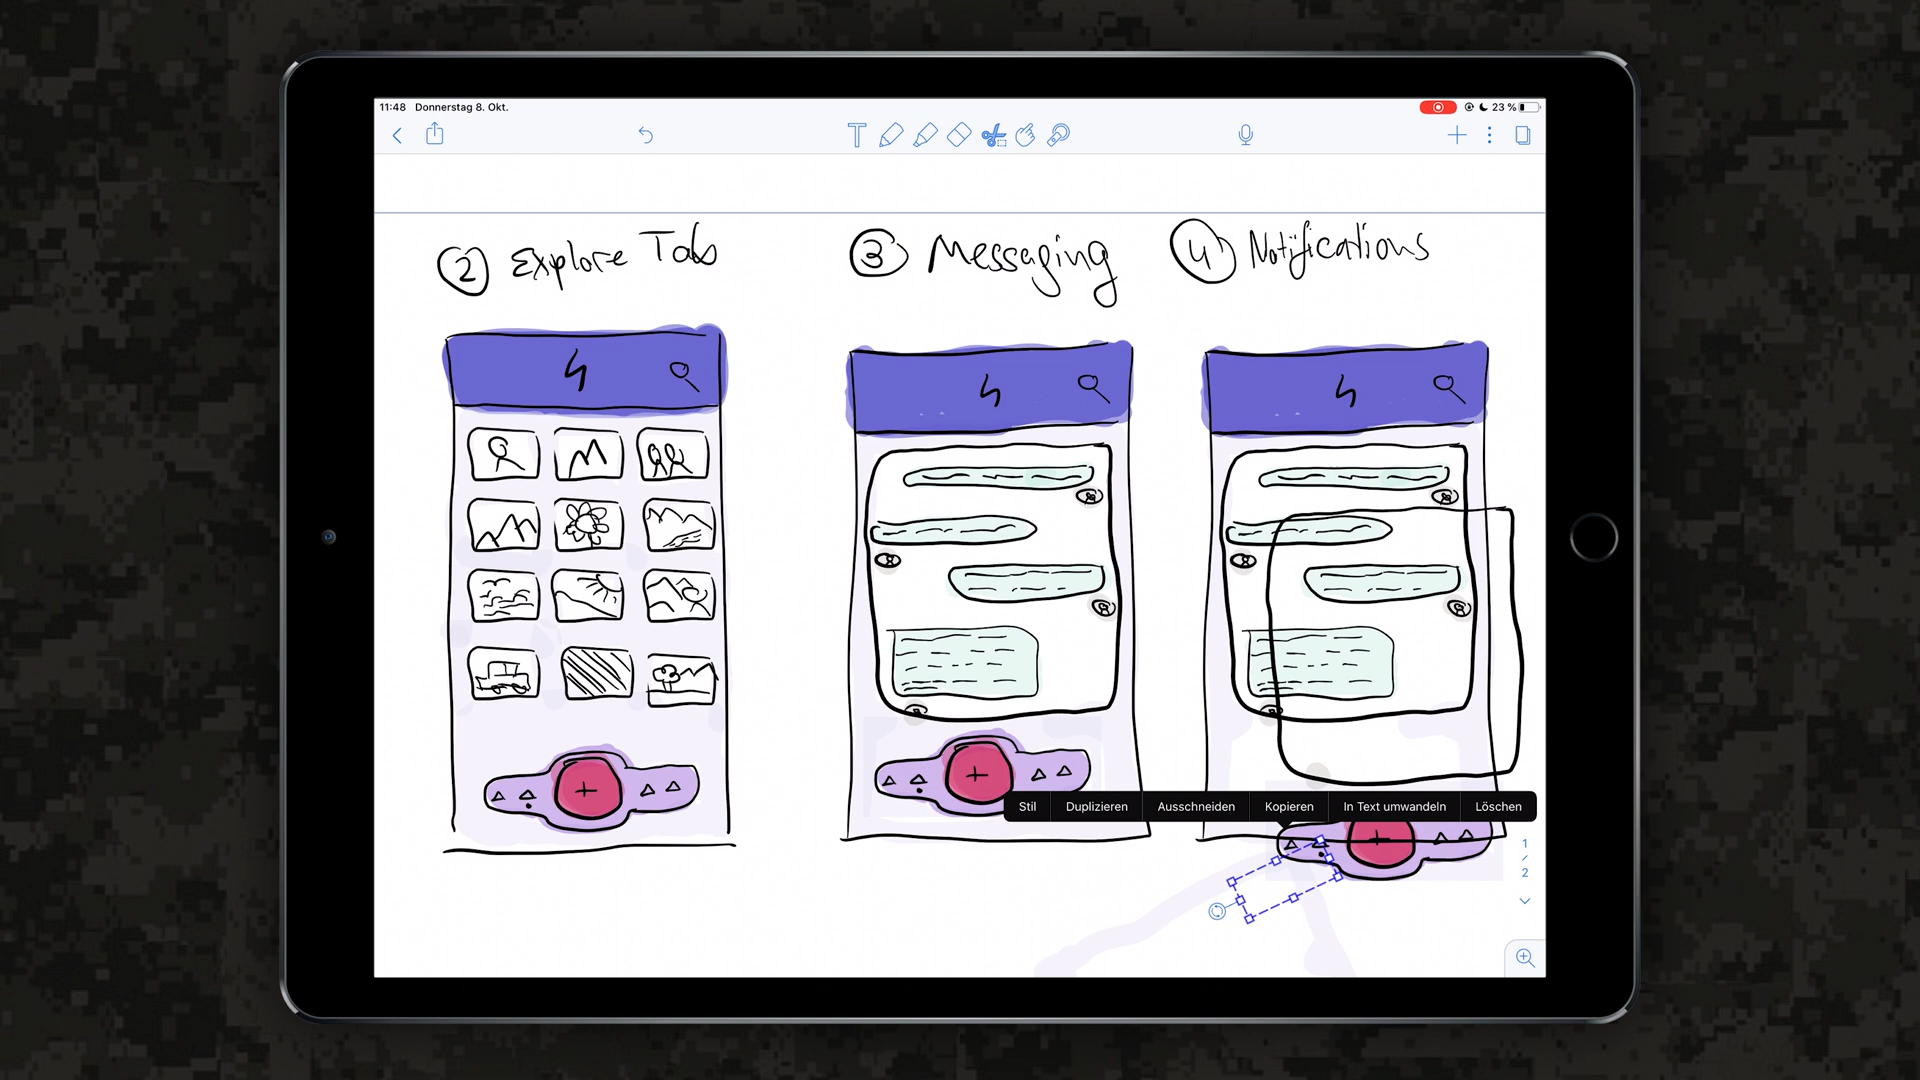 11:48 Donnerstag 8. Okt.
23 %
2 Explore Tab
3 Messaging
4 Notifications
Stil
Duplizieren
Ausschneiden
Kopieren
In Text umwandeln
Löschen
1
/
2